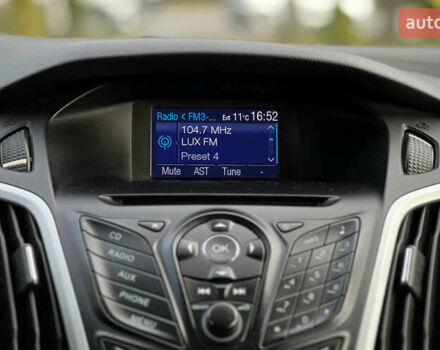 auto
Radio < FM3-... Ext 11°C 16:52
104.7 MHz
LUX FM
Preset 4
Mute AST Tune -
CD
RADIO
AUX
PHONE
MENU
OK